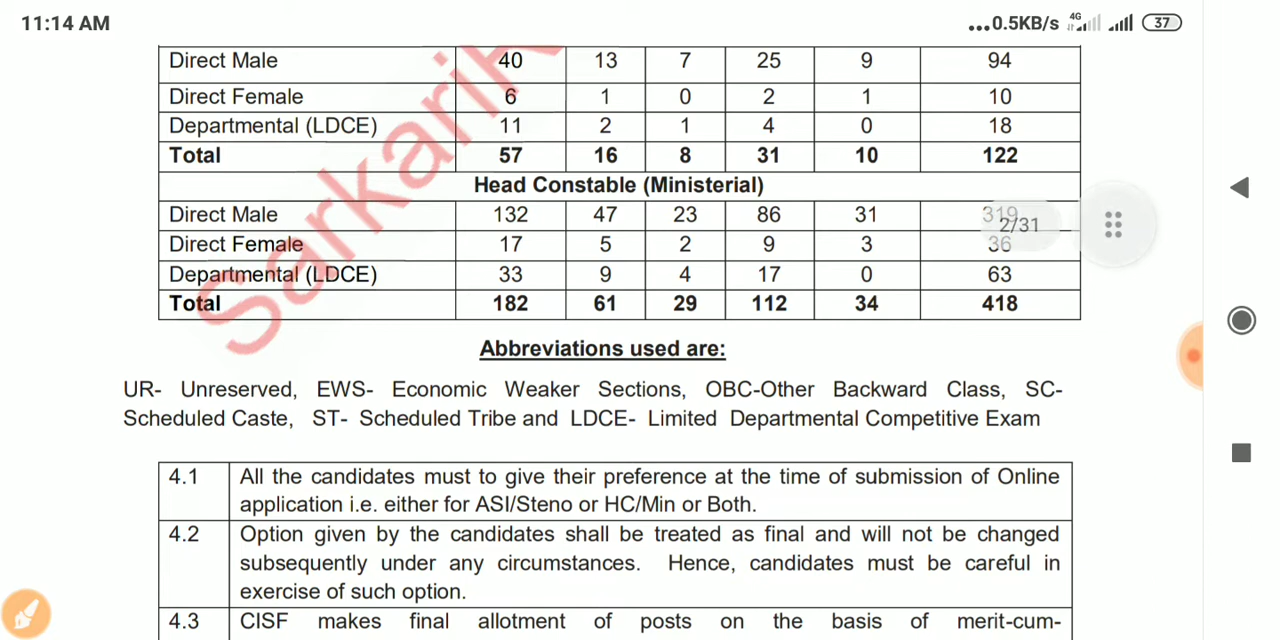 11:14 AM ...0.5KB/s 4G 37
Direct Male 40 13 7 25 9 94
Direct Female 6 1 0 2 1 10
Departmental (LDCE) 11 2 1 4 0 18
Total 57 16 8 31 10 122
Head Constable (Ministerial)
Direct Male 132 47 23 86 31 319
2/31
Direct Female 17 5 2 9 3 36
Departmental (LDCE) 33 9 4 17 0 63
Total 182 61 29 112 34 418
Abbreviations used are:
UR- Unreserved, EWS- Economic Weaker Sections, OBC-Other Backward Class, SC-
Scheduled Caste, ST- Scheduled Tribe and LDCE- Limited Departmental Competitive Exam
4.1 All the candidates must to give their preference at the time of submission of Online
application i.e. either for ASI/Steno or HC/Min or Both.
4.2 Option given by the candidates shall be treated as final and will not be changed
subsequently under any circumstances. Hence, candidates must be careful in
exercise of such option.
4.3 CISF makes final allotment of posts on the basis of merit-cum-